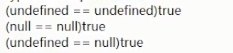 (undefined == undefined)true
(null == null)true
(undefined == null)true